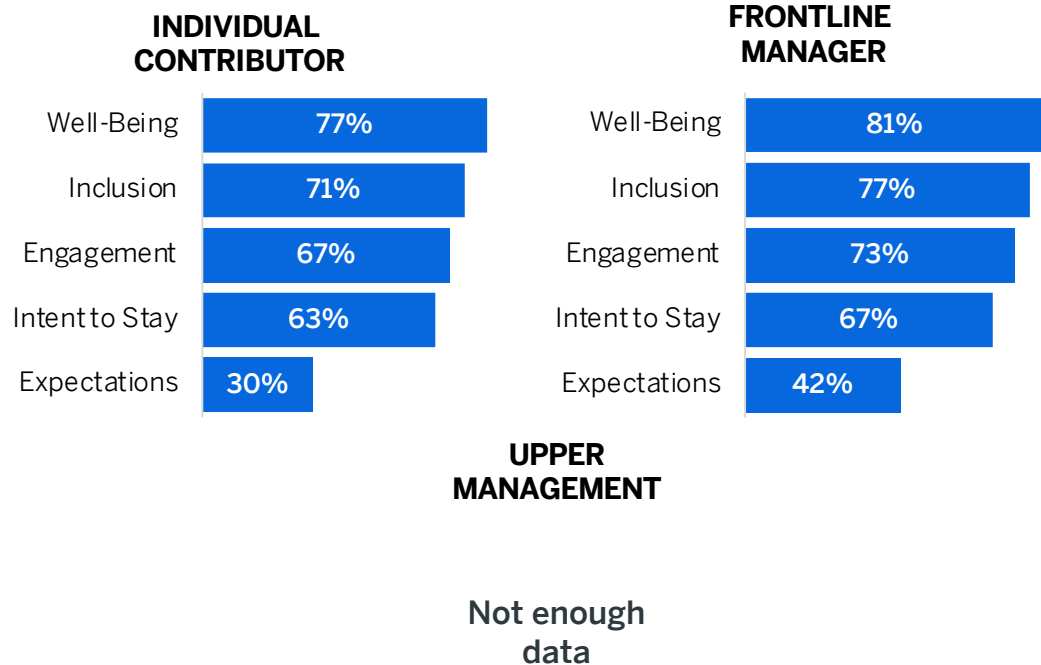 INDIVIDUAL
CONTRIBUTOR
Well-Being 77%
Inclusion 71%
Engagement 67%
Intent to Stay 63%
Expectations 30%
FRONTLINE
MANAGER
Well-Being 81%
Inclusion 77%
Engagement 73%
Intent to Stay 67%
Expectations 42%
UPPER
MANAGEMENT
Not enough
data